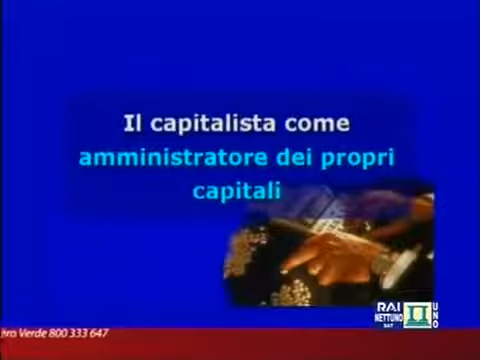 Il capitalista come
amministratore dei propri
capitali
RAI
NETTUNO
SAT
UNO
ero Verde 800 333 647